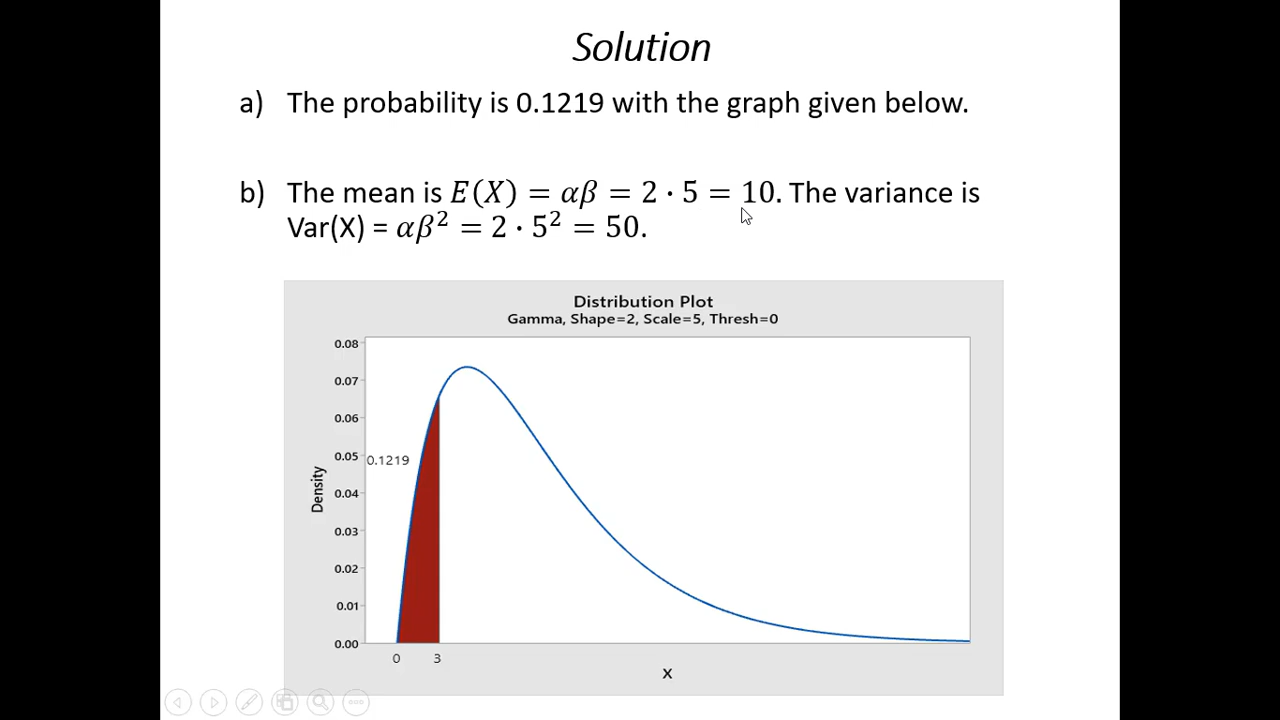 Solution
a) The probability is 0.1219 with the graph given below.
b) The mean is E(X) = αβ = 2 · 5 = 10. The variance is
Var(X) = αβ² = 2 · 5² = 50.
Distribution Plot
Gamma, Shape=2, Scale=5, Thresh=0
0.08
0.07
0.06
0.05
0.1219
0.04
0.03
0.02
0.01
0.00
Density
0 3
X